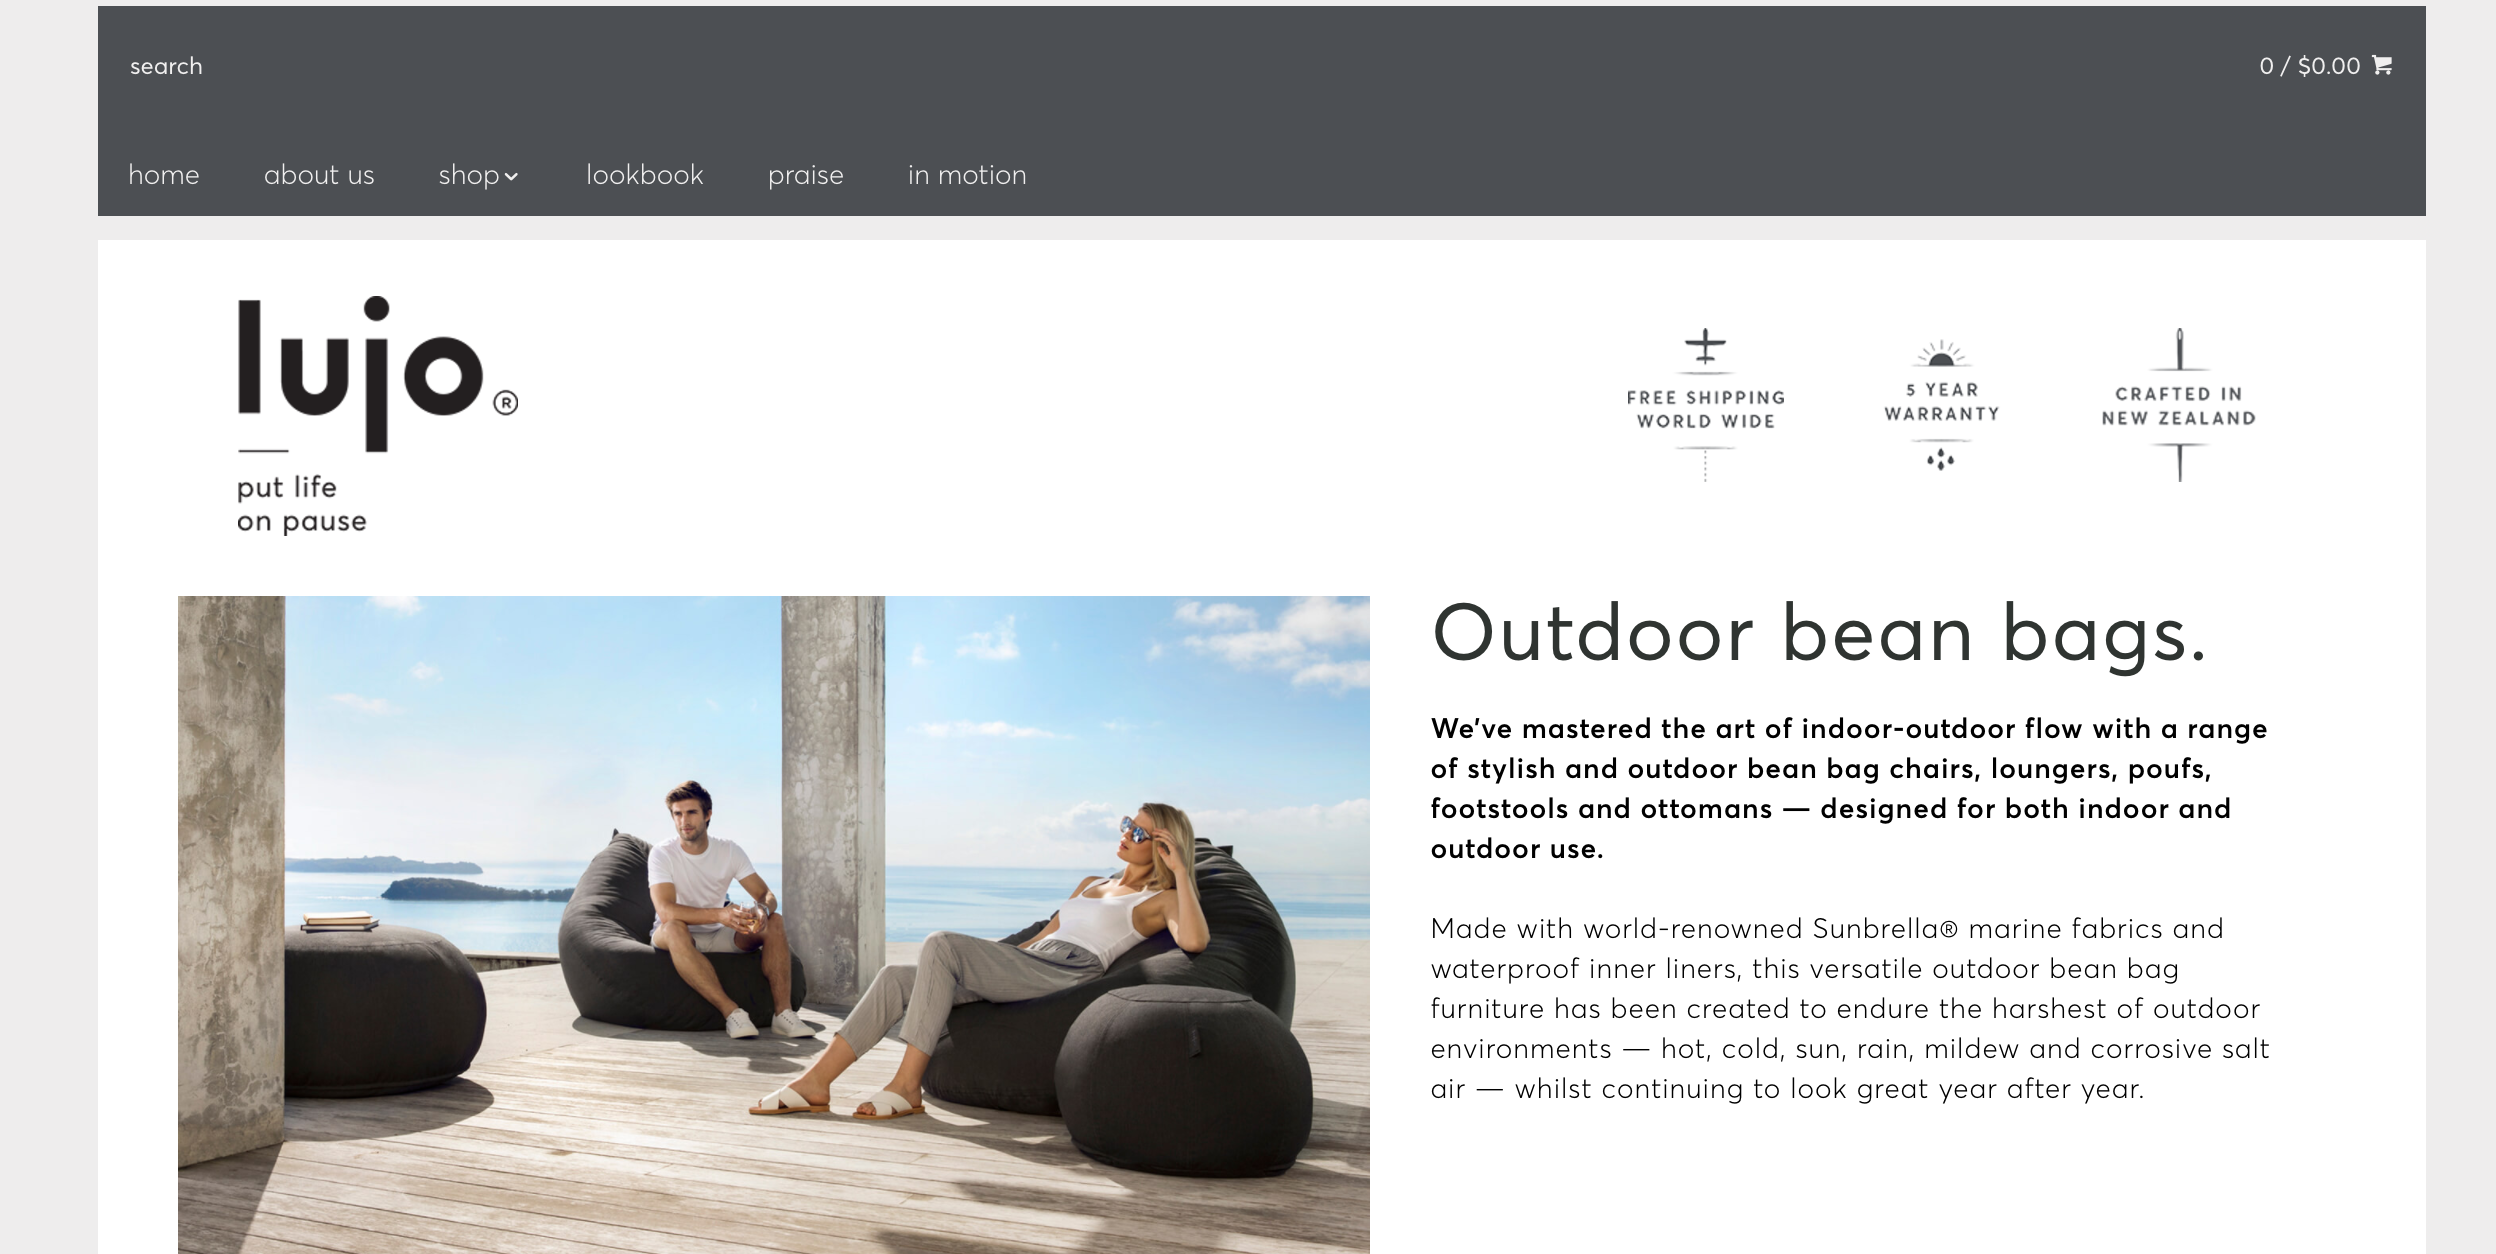 search
0 / $0.00
home about us shop lookbook praise in motion
lujo®
put life
on pause
FREE SHIPPING
WORLD WIDE
5 YEAR
WARRANTY
CRAFTED IN
NEW ZEALAND
Outdoor bean bags.
We've mastered the art of indoor-outdoor flow with a range
of stylish and outdoor bean bag chairs, loungers, poufs,
footstools and ottomans — designed for both indoor and
outdoor use.
Made with world-renowned Sunbrella® marine fabrics and
waterproof inner liners, this versatile outdoor bean bag
furniture has been created to endure the harshest of outdoor
environments — hot, cold, sun, rain, mildew and corrosive salt
air — whilst continuing to look great year after year.